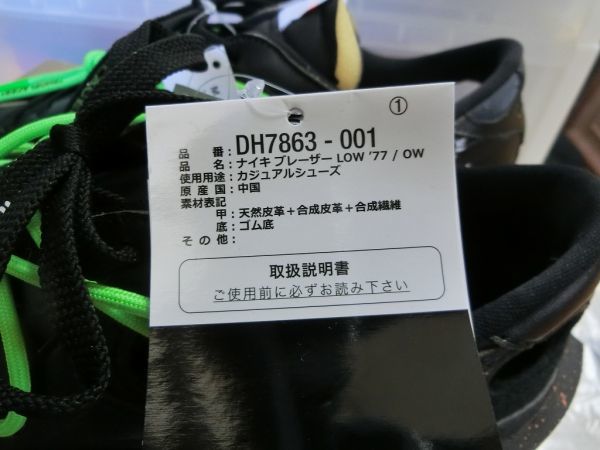 ①
品 番 : DH7863 - 001
品 名 : ナイキ ブレーザー LOW '77 / OW
使用用途 : カジュアルシューズ
原 産 国 : 中国
素材表記
甲 : 天然皮革＋合成皮革＋合成繊維
底 : ゴム底
そ の 他 :
取扱説明書
ご使用前に必ずお読み下さい